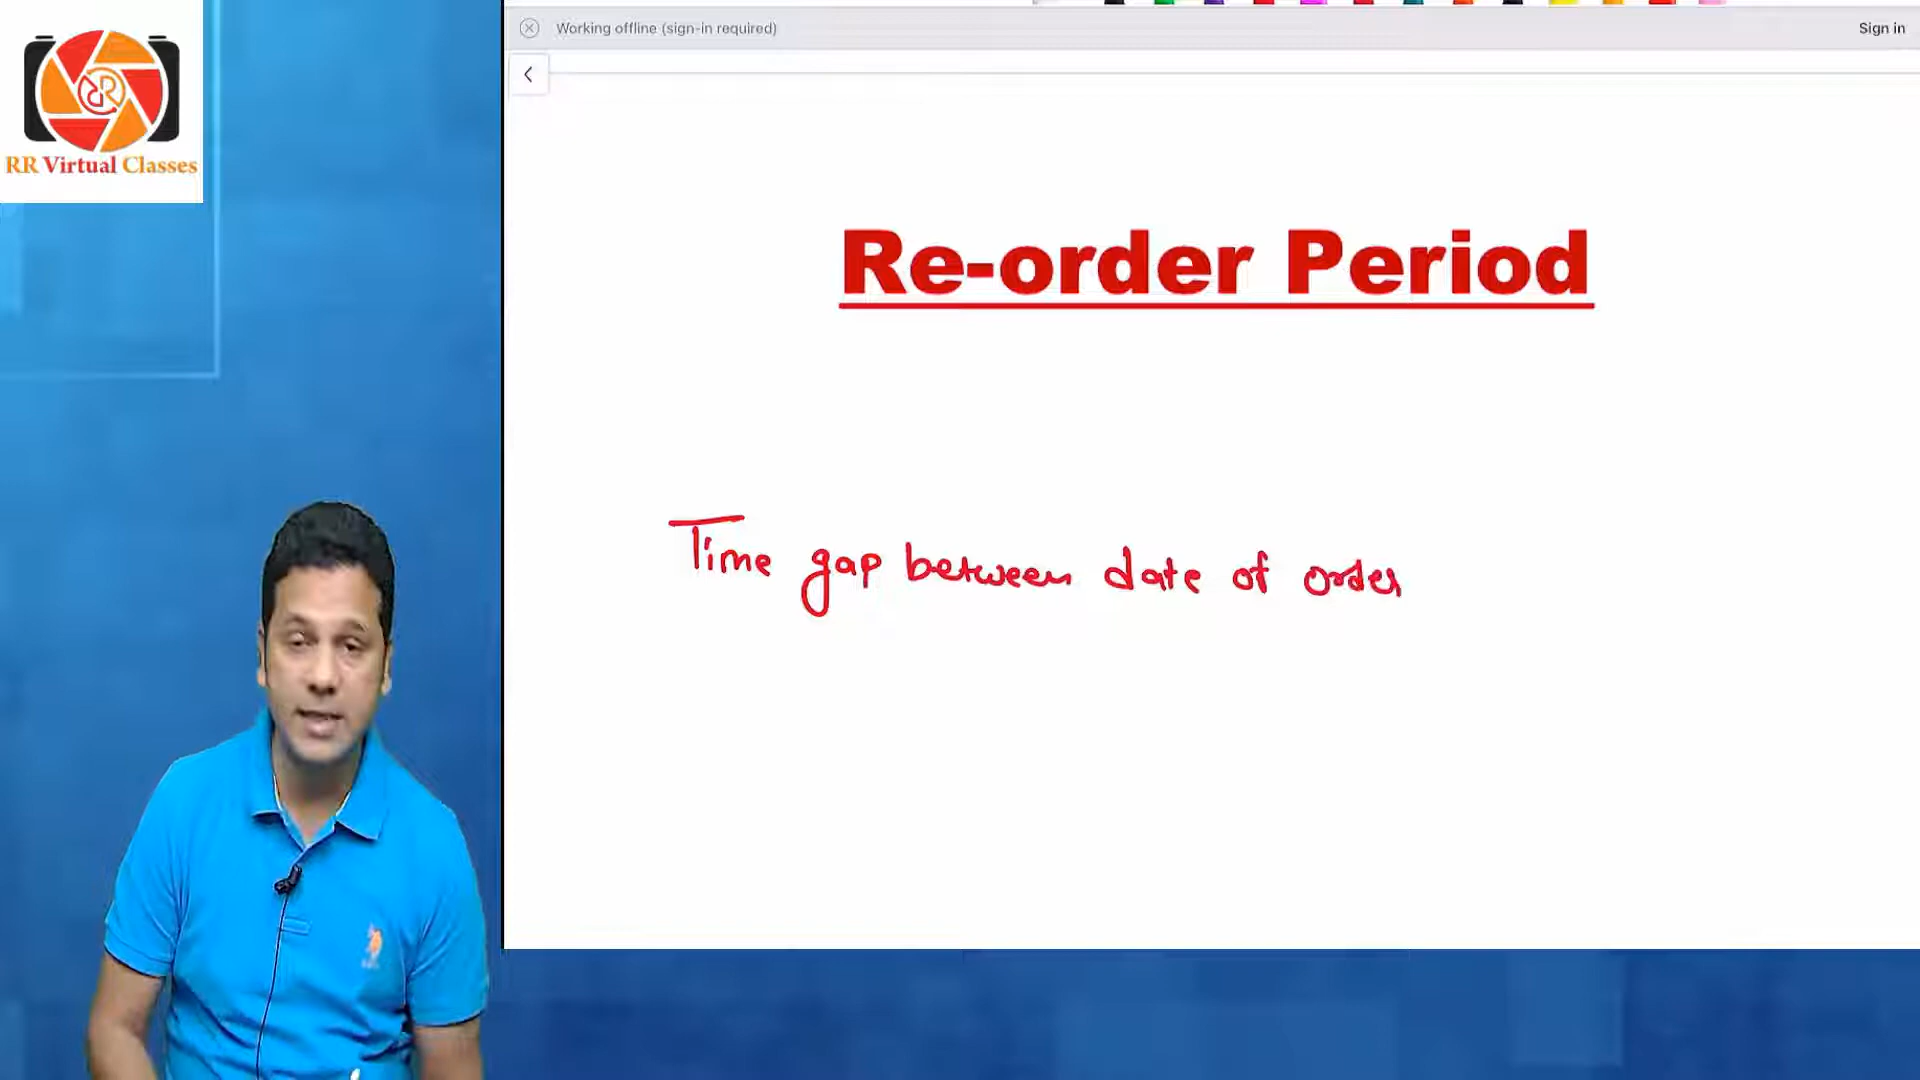 RR Virtual Classes
Working offline (sign-in required)
Sign in
Re-order Period
Time gap between date of order